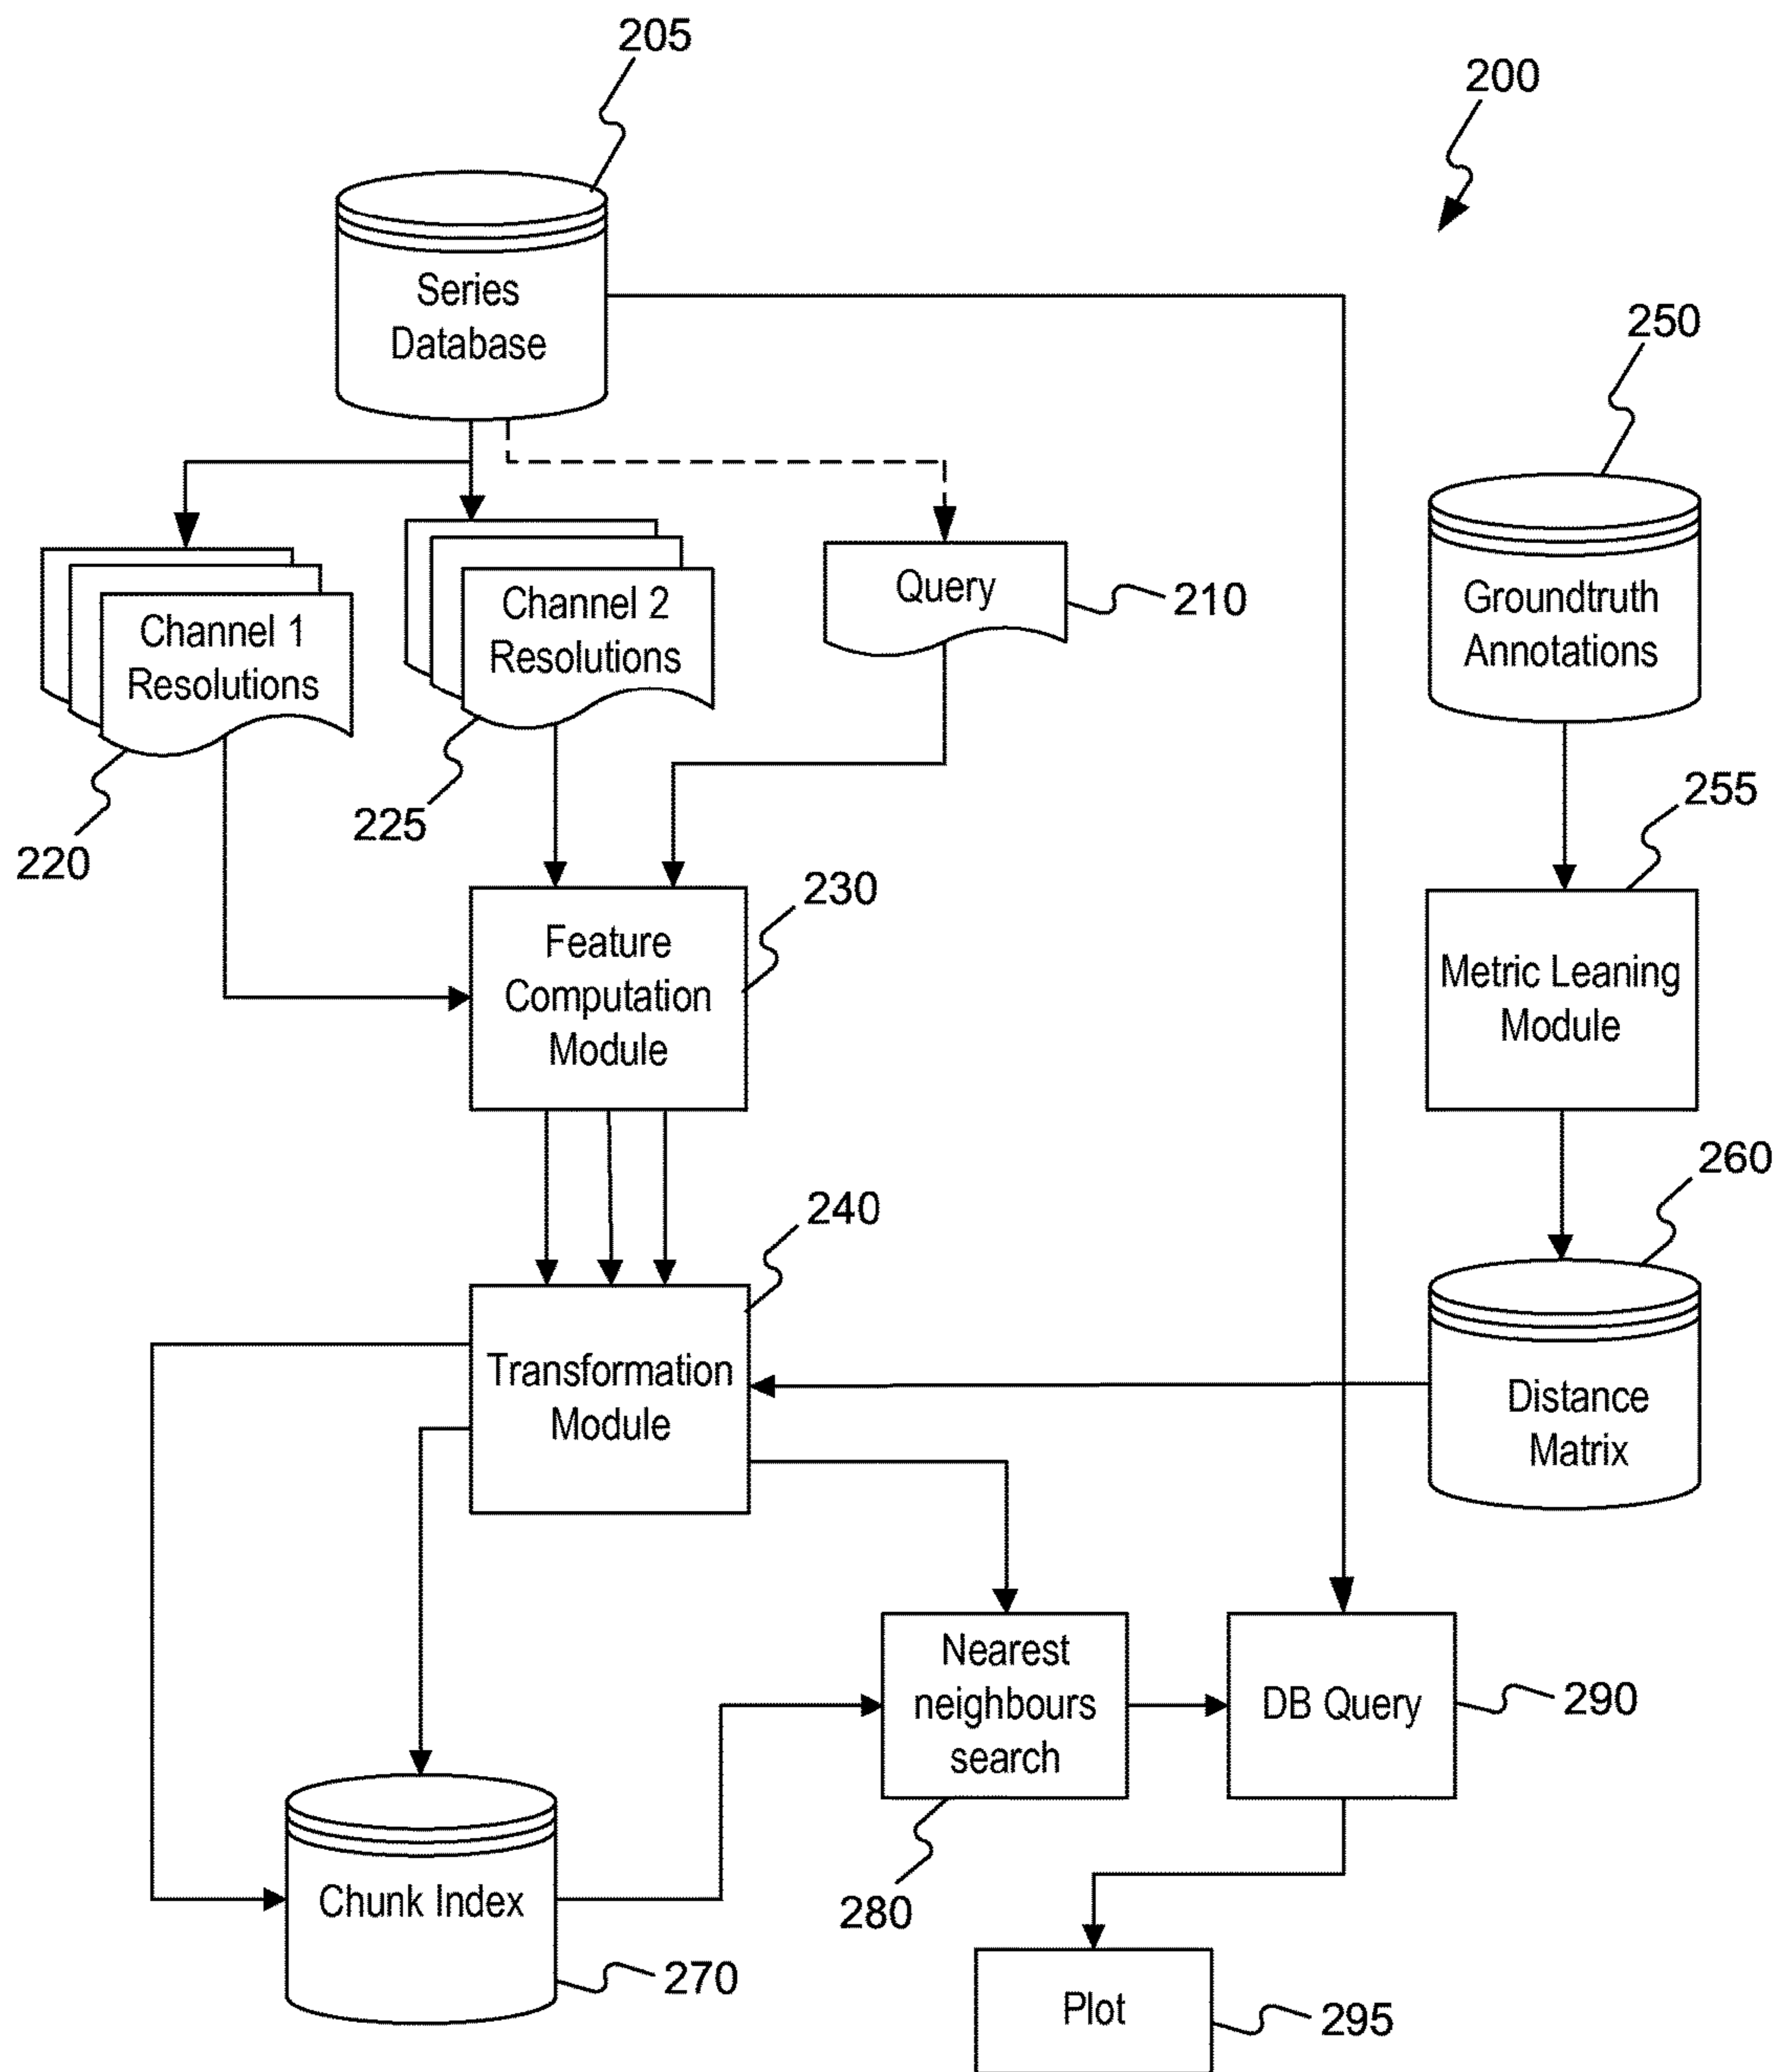 205
200
Series
Database
250
Channel 1
Resolutions
Channel 2
Resolutions
Query
210
Groundtruth
Annotations
220
225
255
230
Feature
Computation
Module
Metric Leaning
Module
240
260
Transformation
Module
Distance
Matrix
Nearest
neighbours
search
DB Query
290
280
Chunk Index
270
Plot
295